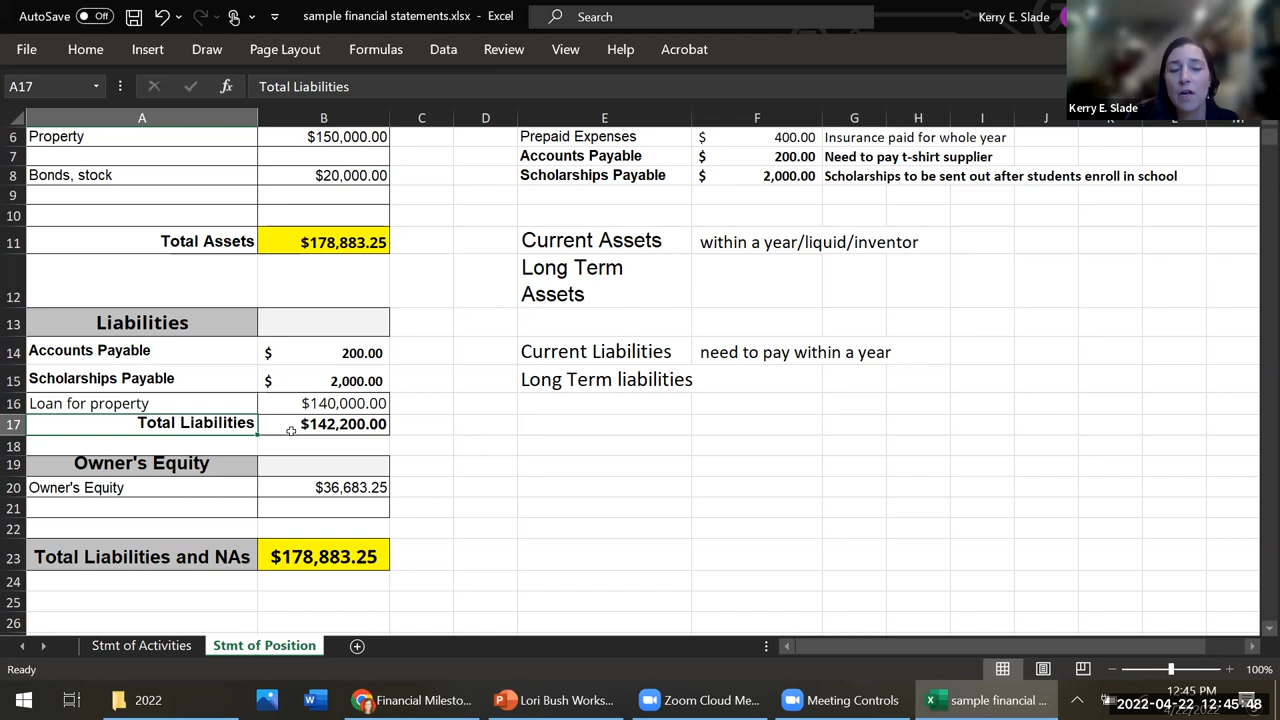 AutoSave Off sample financial statements.xlsx - Excel Search Kerry E. Slade
File Home Insert Draw Page Layout Formulas Data Review View Help Acrobat
Kerry E. Slade
A17 fx Total Liabilities
A B C D E F G H I J
6 Property $150,000.00 Prepaid Expenses $ 400.00 Insurance paid for whole year
7 Accounts Payable $ 200.00 Need to pay t-shirt supplier
8 Bonds, stock $20,000.00 Scholarships Payable $ 2,000.00 Scholarships to be sent out after students enroll in school
9
10
11 Total Assets $178,883.25 Current Assets within a year/liquid/inventor
Long Term
12 Assets
13 Liabilities
14 Accounts Payable $ 200.00 Current Liabilities need to pay within a year
15 Scholarships Payable $ 2,000.00 Long Term liabilities
16 Loan for property $140,000.00
17 Total Liabilities $142,200.00
18
19 Owner's Equity
20 Owner's Equity $36,683.25
21
22
23 Total Liabilities and NAs $178,883.25
24
25
26
Stmt of Activities Stmt of Position
Ready 100%
2022 Financial Milesto... Lori Bush Works... Zoom Cloud Me... Meeting Controls sample financial ... 12:45 PM
2022-04-22 12:45:48